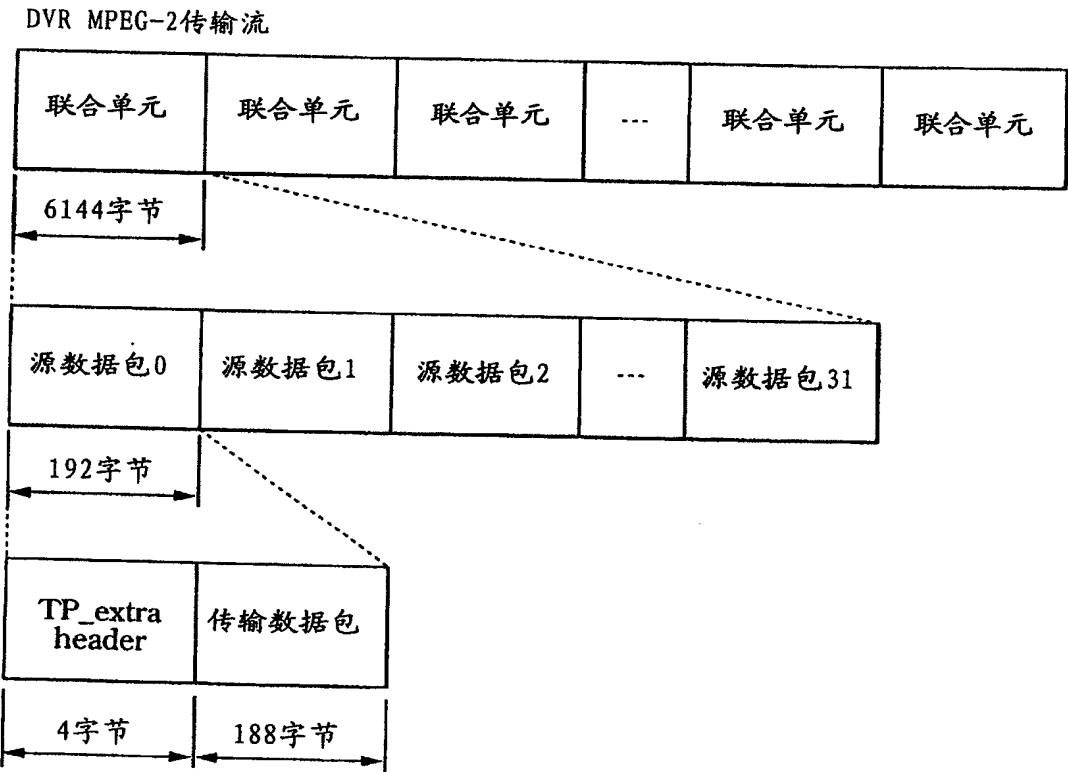 DVR MPEG-2传输流
联合单元 联合单元 联合单元 --- 联合单元 联合单元
6144字节
源数据包0 源数据包1 源数据包2 --- 源数据包31
192字节
TP_extra header 传输数据包
4字节 188字节